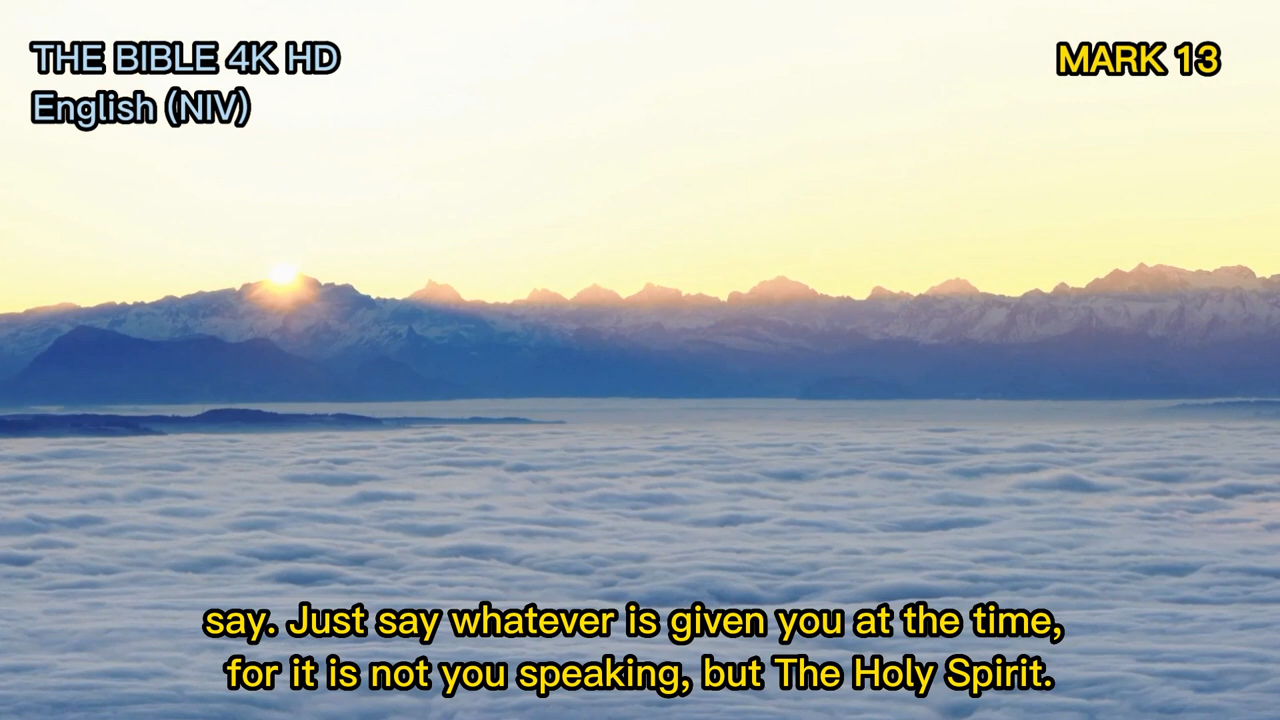 THE BIBLE 4K HD
English (NIV)
MARK 13
say. Just say whatever is given you at the time,
for it is not you speaking, but The Holy Spirit.